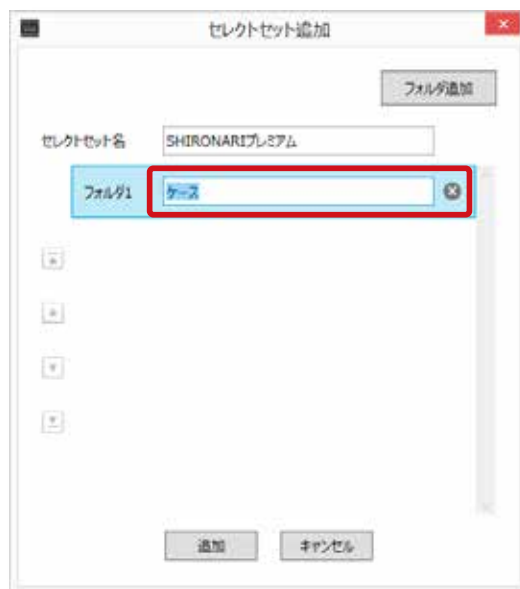 セレクトセット追加
フォルダ追加
セレクトセット名 SHIRONARIプレミアム
フォルダ1 ケース
追加 キャンセル